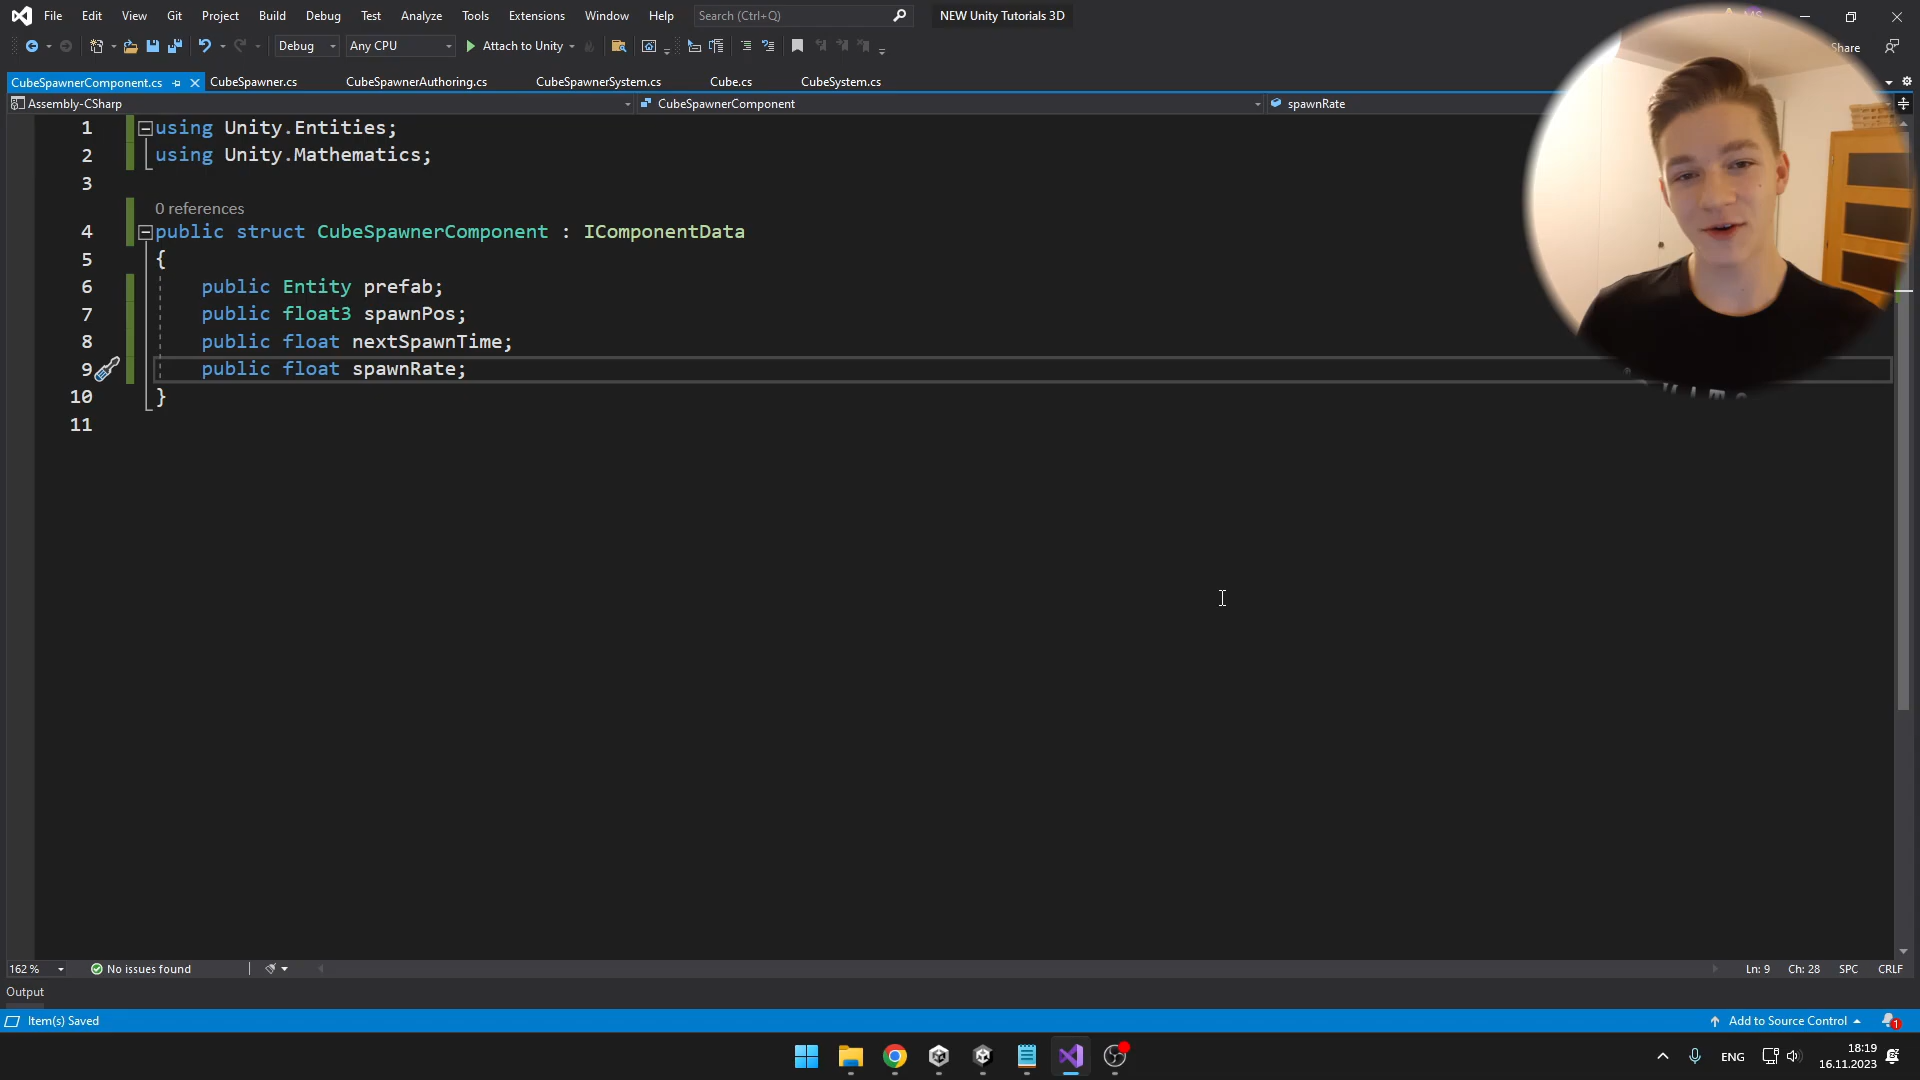 File Edit View Git Project Build Debug Test Analyze Tools Extensions Window Help Search (Ctrl+Q) NEW Unity Tutorials 3D
Debug Any CPU Attach to Unity Share
CubeSpawnerComponent.cs CubeSpawner.cs CubeSpawnerAuthoring.cs CubeSpawnerSystem.cs Cube.cs CubeSystem.cs
Assembly-CSharp CubeSpawnerComponent spawnRate
1 using Unity.Entities;
2 using Unity.Mathematics;
3
0 references
4 public struct CubeSpawnerComponent : IComponentData
5 {
6 public Entity prefab;
7 public float3 spawnPos;
8 public float nextSpawnTime;
9 public float spawnRate;
10 }
11
162 % No issues found Ln: 9 Ch: 28 SPC CRLF
Output
Item(s) Saved Add to Source Control 1
ENG 18:19
16.11.2023